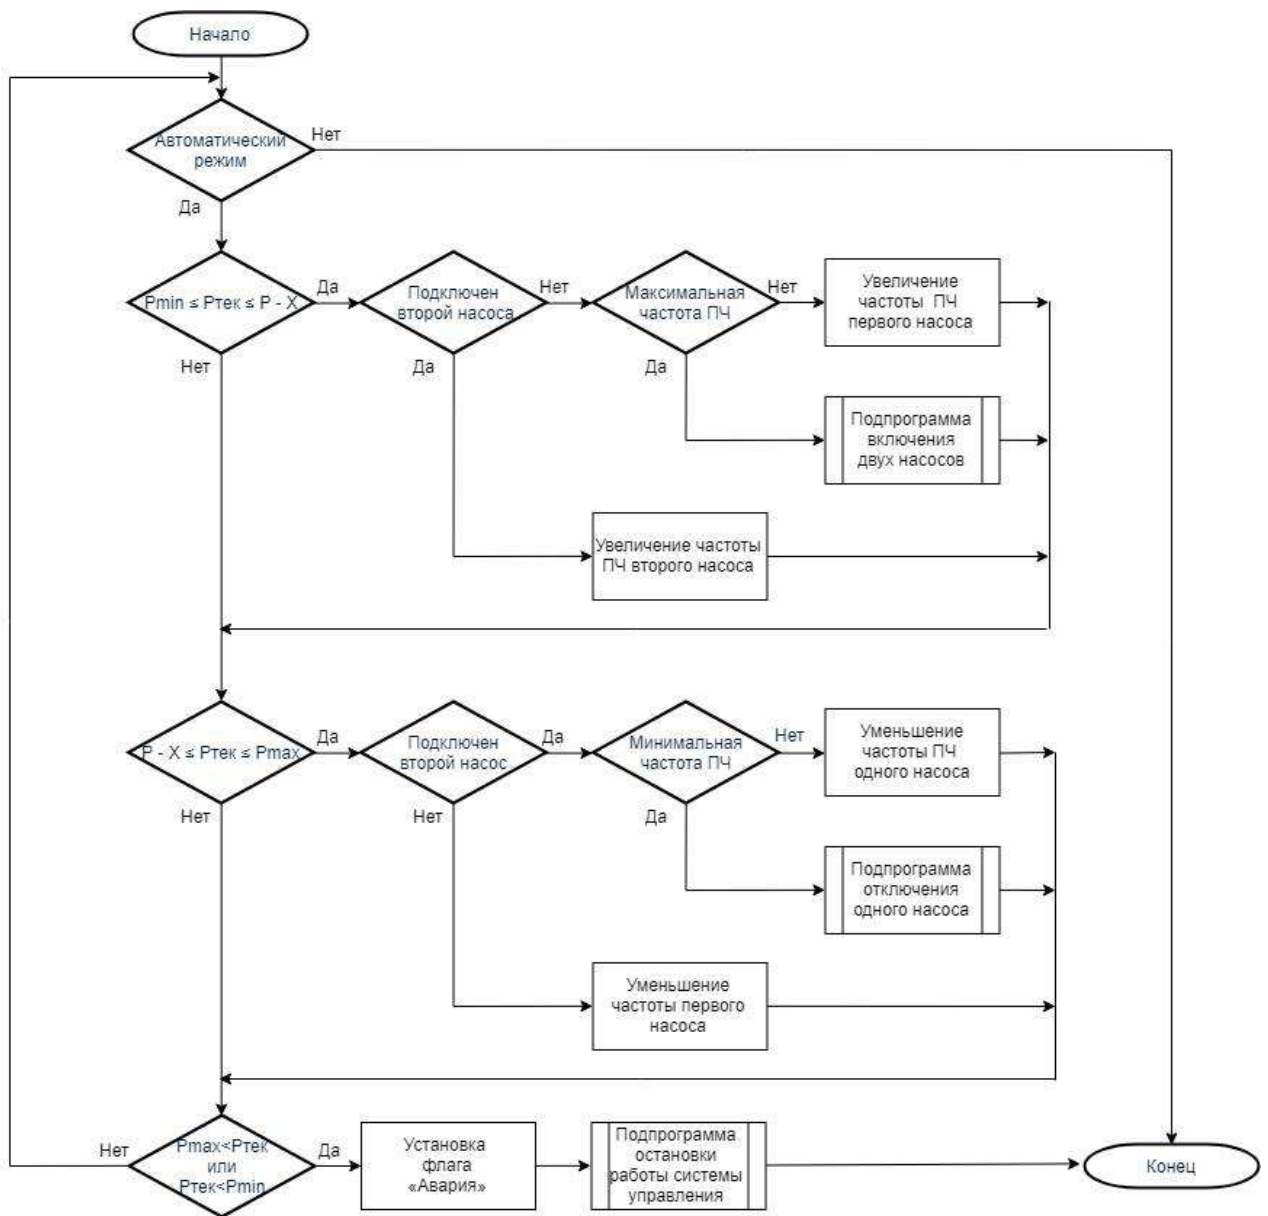 Начало
Автоматический
режим
Нет
Да
Pmin ≤ Pтек ≤ P - X
Да
Нет
Подключен
второй насоса
Нет
Да
Максимальная
частота ПЧ
Нет
Да
Увеличение
частоты ПЧ
первого насоса
Подпрограмма
включения
двух насосов
Увеличение частоты
ПЧ второго насоса
P - X ≤ Pтек ≤ Pmax
Да
Нет
Подключен
второй насос
Да
Нет
Минимальная
частота ПЧ
Нет
Да
Уменьшение
частоты ПЧ
одного насоса
Подпрограмма
отключения
одного насоса
Уменьшение
частоты первого
насоса
Нет
Pmax<Pтек
или
Pтек<Pmin
Да
Установка
флага
«Авария»
Подпрограмма
остановки
работы системы
управления
Конец